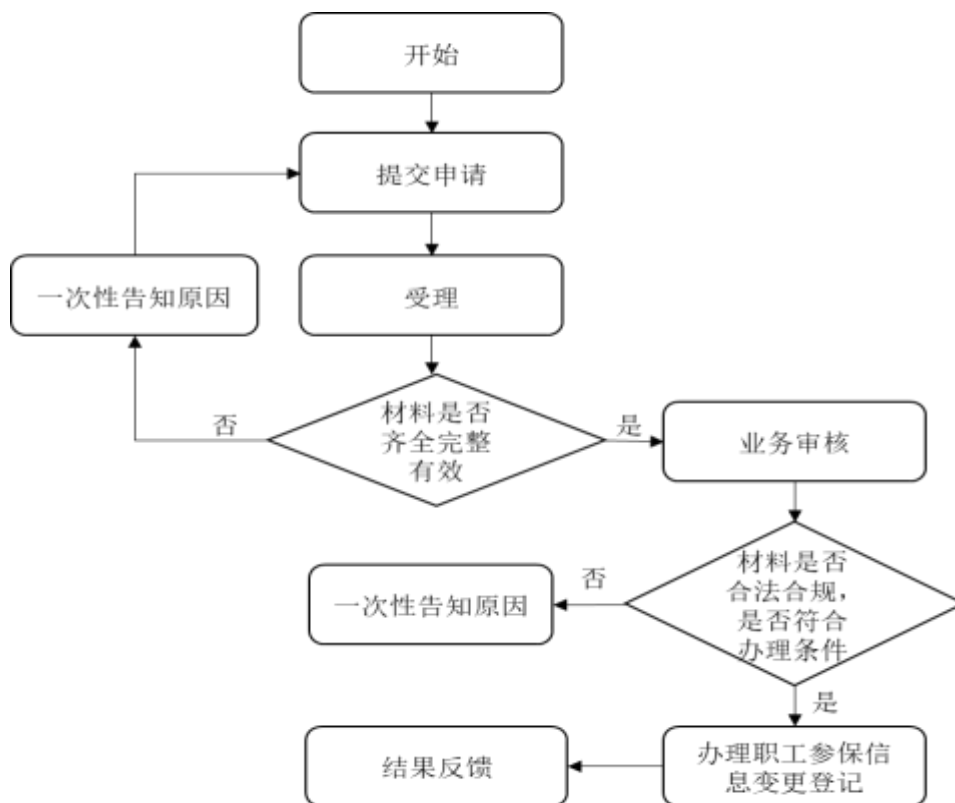 开始
提交申请
一次性告知原因
受理
否
材料是否
齐全完整
有效
是
业务审核
一次性告知原因
否
材料是否
合法合规，
是否符合
办理条件
是
结果反馈
办理职工参保信
息变更登记